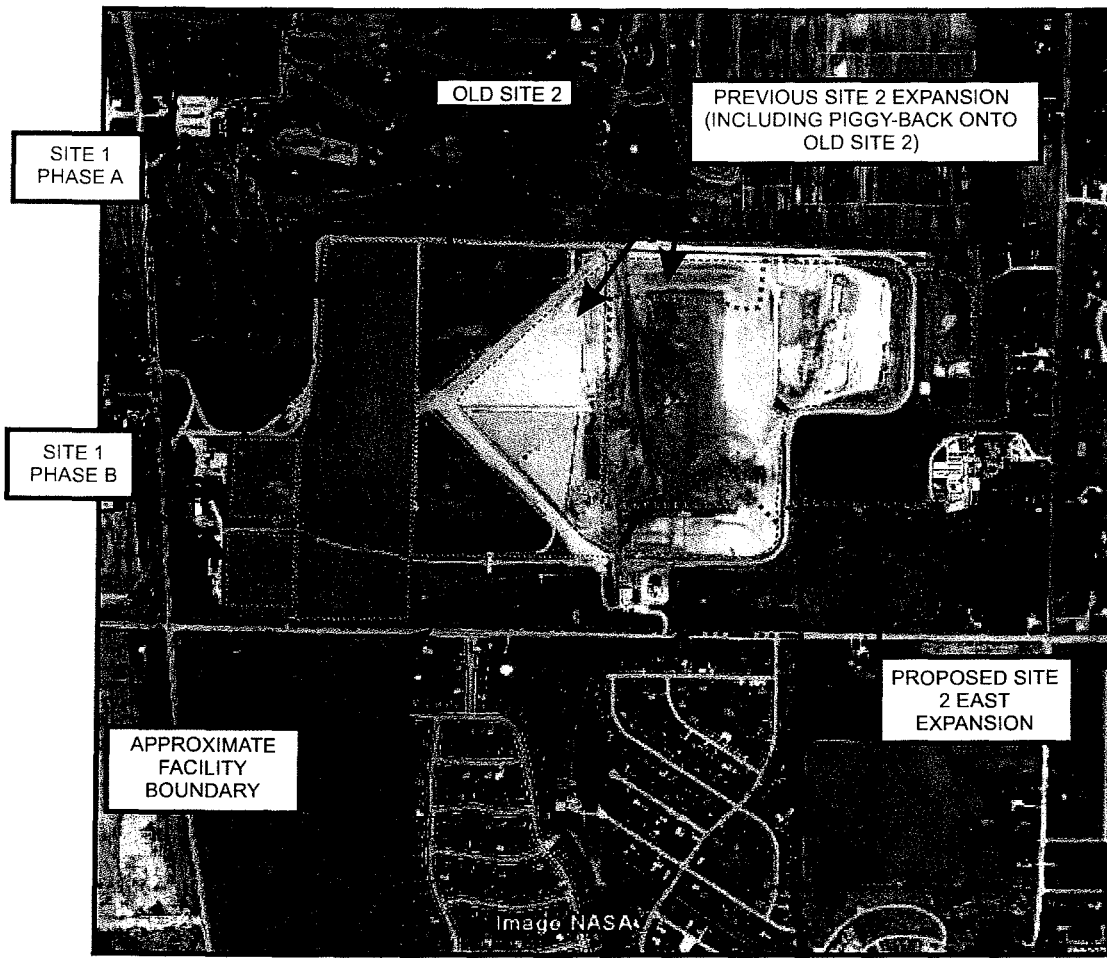 OLD SITE 2
PREVIOUS SITE 2 EXPANSION
(INCLUDING PIGGY-BACK ONTO
OLD SITE 2)
SITE 1
PHASE A
SITE 1
PHASE B
PROPOSED SITE
2 EAST
EXPANSION
APPROXIMATE
FACILITY
BOUNDARY
Image NASA